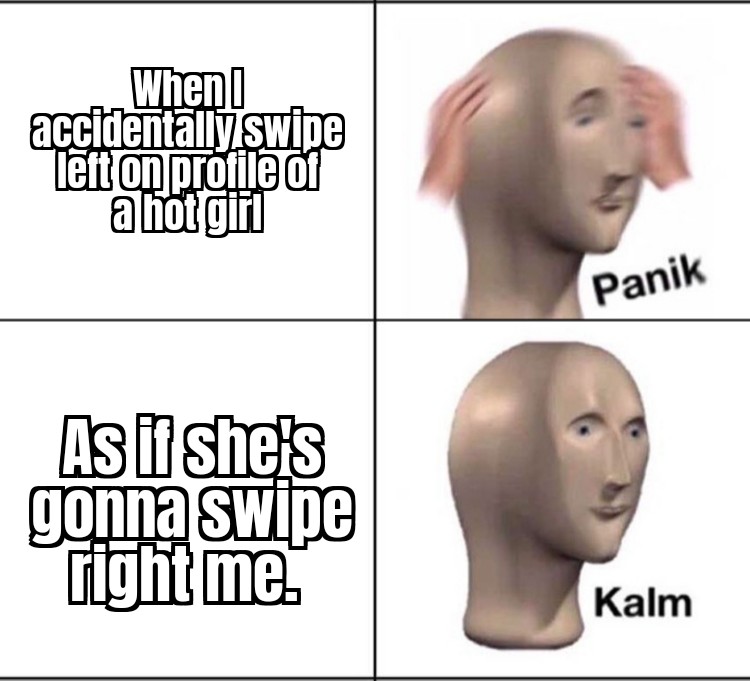 When I
accidentally swipe
left on profile of
a hot girl
Panik
As if she's
gonna swipe
right me.
Kalm